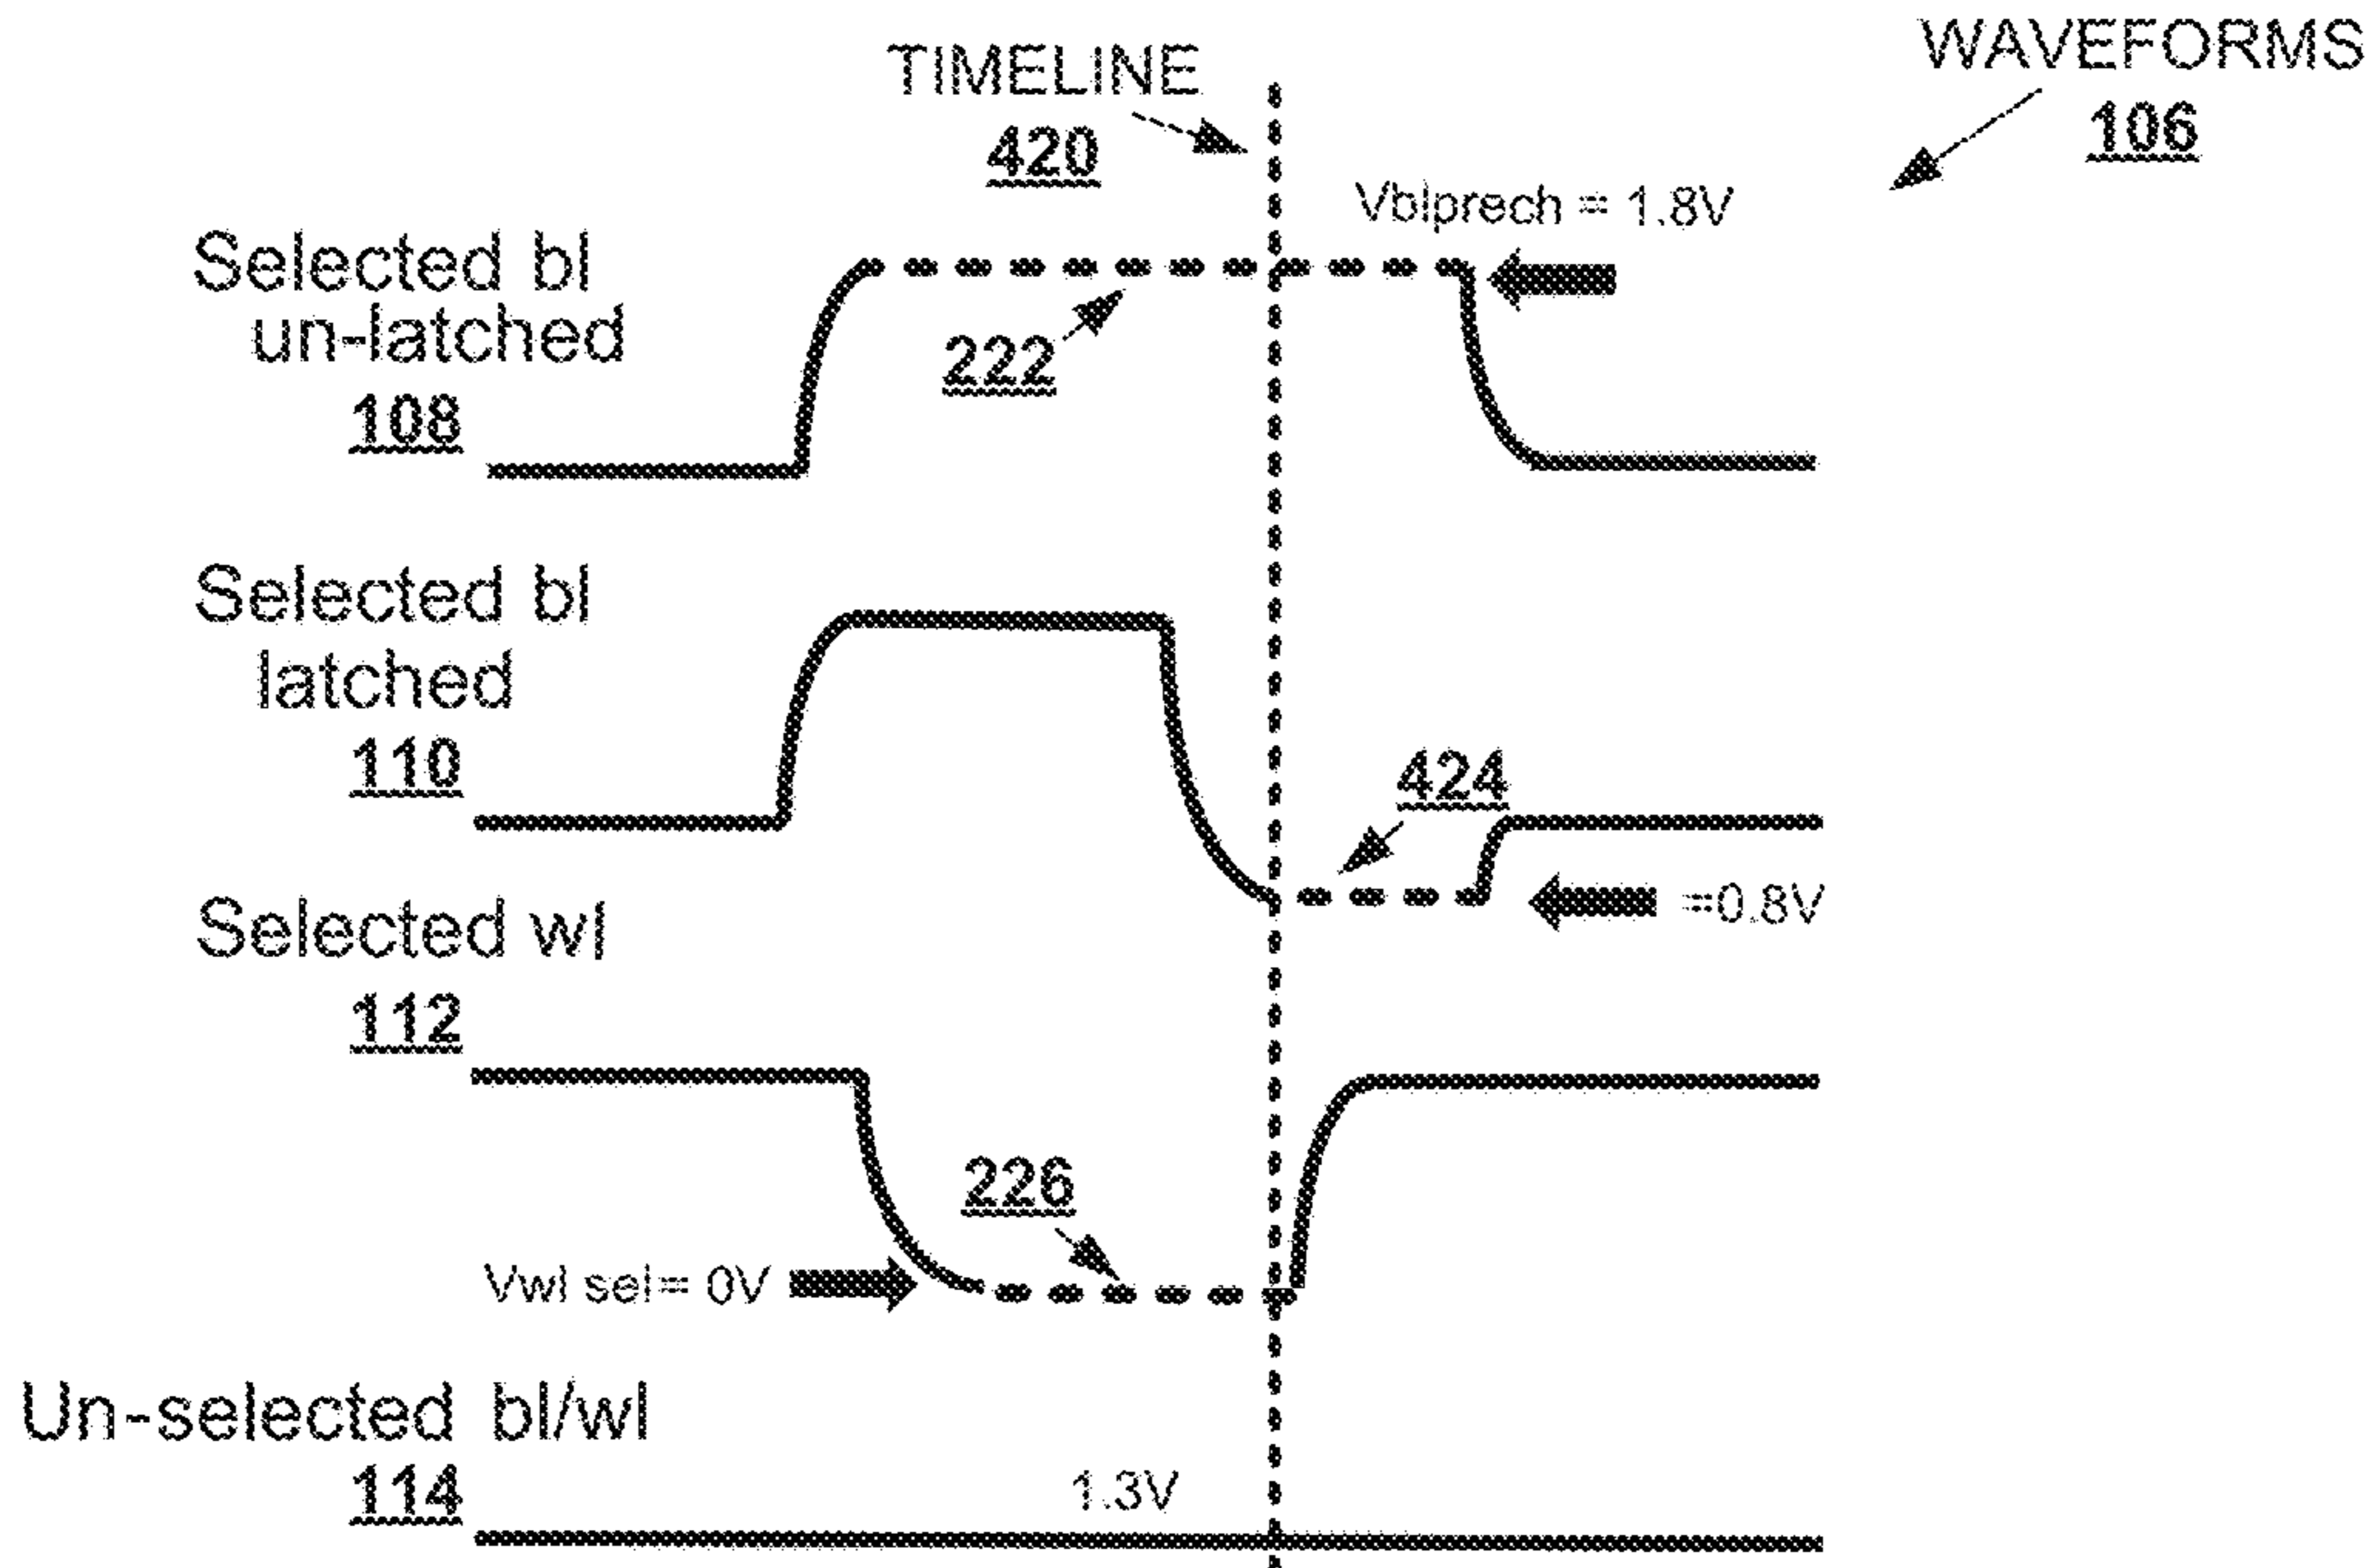 TIMELINE
420
WAVEFORMS
106
Vblprech = 1.8V
Selected bl
un-latched
108
222
Selected bl
latched
110
424
=0.8V
Selected wl
112
226
Vwl sel= 0V
Un-selected bl/wl
114
1.3V